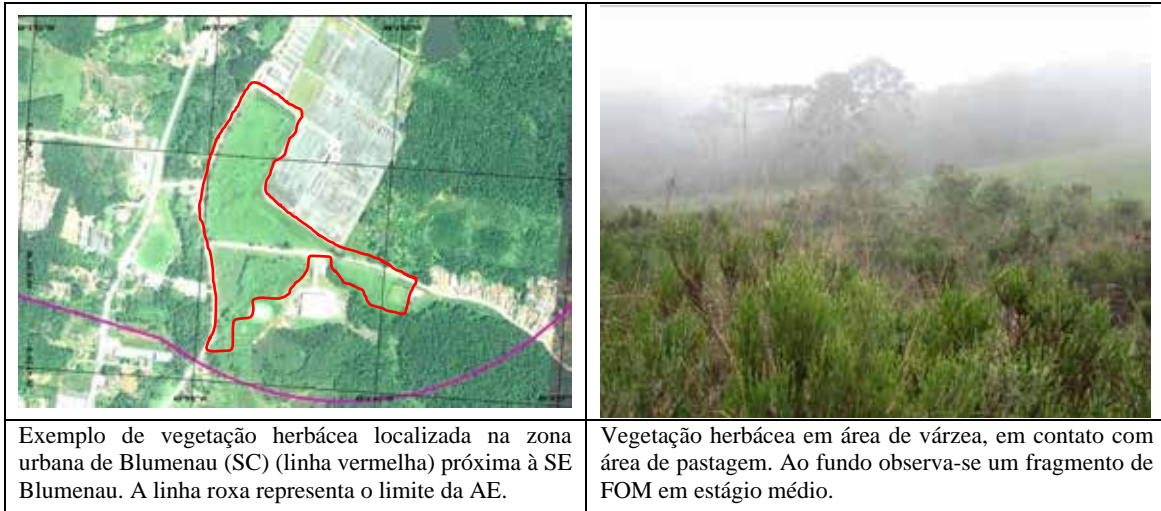 Exemplo de vegetação herbácea localizada na zona
urbana de Blumenau (SC) (linha vermelha) próxima à SE
Blumenau. A linha roxa representa o limite da AE.
Vegetação herbácea em área de várzea, em contato com
área de pastagem. Ao fundo observa-se um fragmento de
FOM em estágio médio.